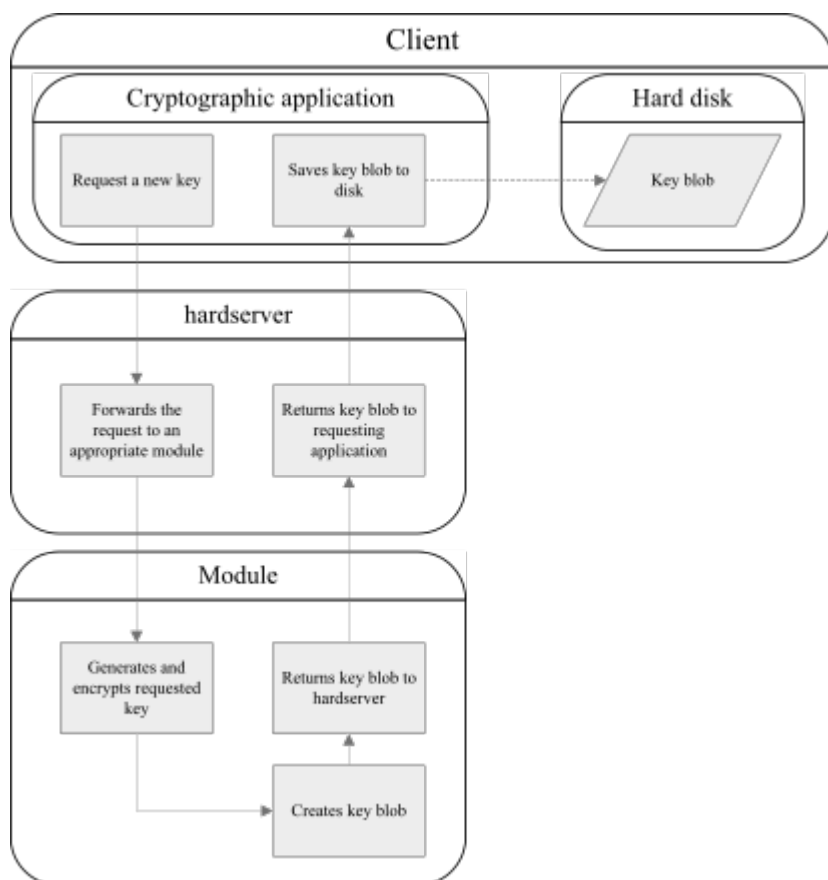 Client
Cryptographic application
Hard disk
Request a new key
Saves key blob to
disk
Key blob
hardserver
Forwards the
request to an
appropriate module
Returns key blob to
requesting
application
Module
Generates and
encrypts requested
key
Returns key blob to
hardserver
Creates key blob